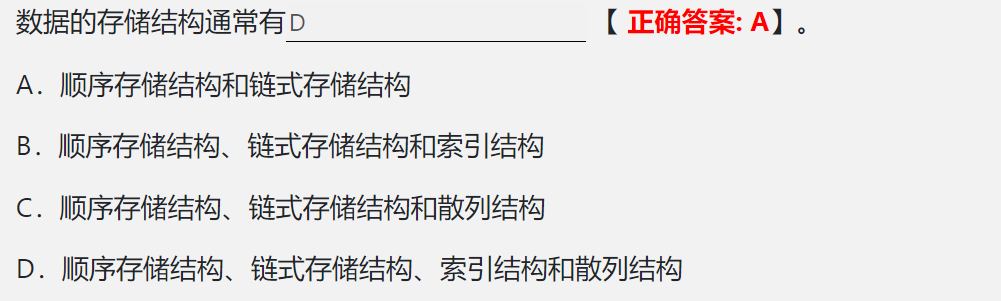 数据的存储结构通常有D 【 正确答案: A】。
A．顺序存储结构和链式存储结构
B．顺序存储结构、链式存储结构和索引结构
C．顺序存储结构、链式存储结构和散列结构
D．顺序存储结构、链式存储结构、索引结构和散列结构